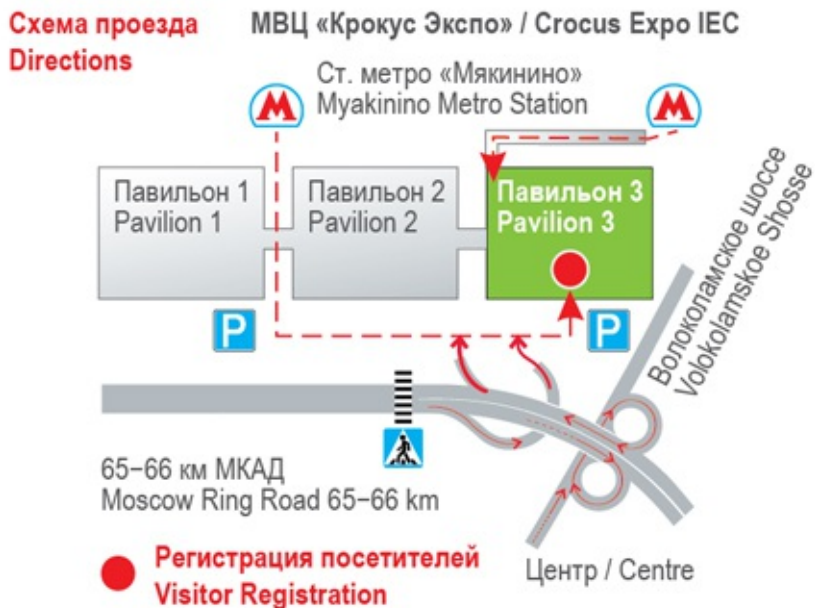 Схема проезда
Directions
МВЦ «Крокус Экспо» / Crocus Expo IEC
Ст. метро «Мякинино»
Myakinino Metro Station
М
М
Павильон 1
Pavilion 1
Павильон 2
Pavilion 2
Павильон 3
Pavilion 3
P
P
Волоколамское шоссе
Volokolamskoe Shosse
65–66 км МКАД
Moscow Ring Road 65–66 km
Регистрация посетителей
Visitor Registration
Центр / Centre